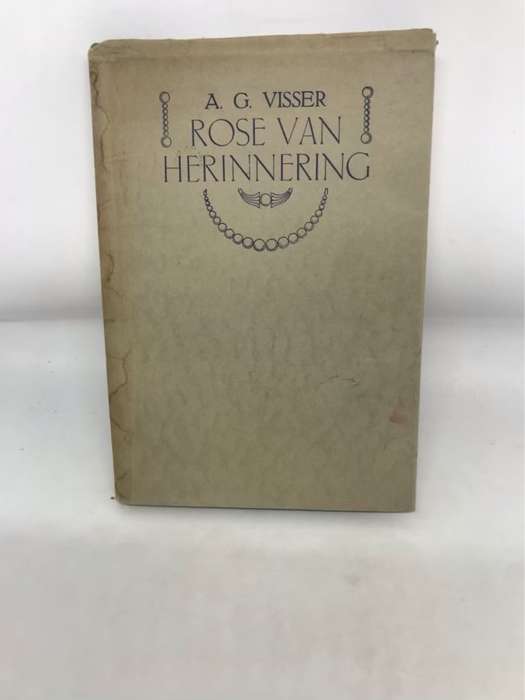 A. G. VISSER
ROSE VAN
HERINNERING